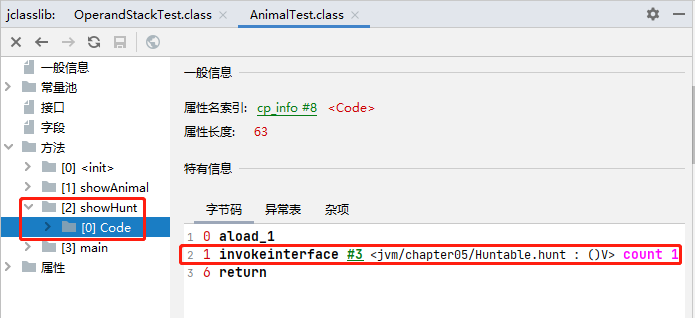 jclasslib: OperandStackTest.class AnimalTest.class
一般信息
常量池
接口
字段
方法
[0] <init>
[1] showAnimal
[2] showHunt
[0] Code
[3] main
属性
一般信息
属性名索引: cp_info #8 <Code>
属性长度: 63
特有信息
字节码 异常表 杂项
1 0 aload_1
2 1 invokeinterface #3 <jvm/chapter05/Huntable.hunt : ()V> count 1
3 6 return